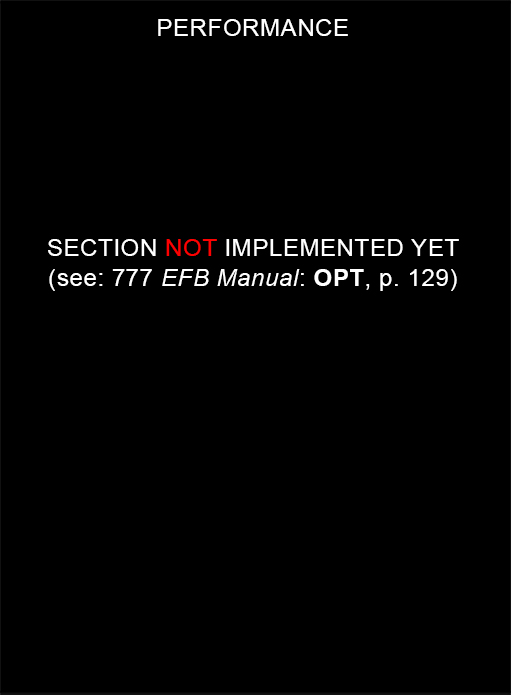 PERFORMANCE
SECTION NOT IMPLEMENTED YET
(see: 777 EFB Manual: OPT, p. 129)